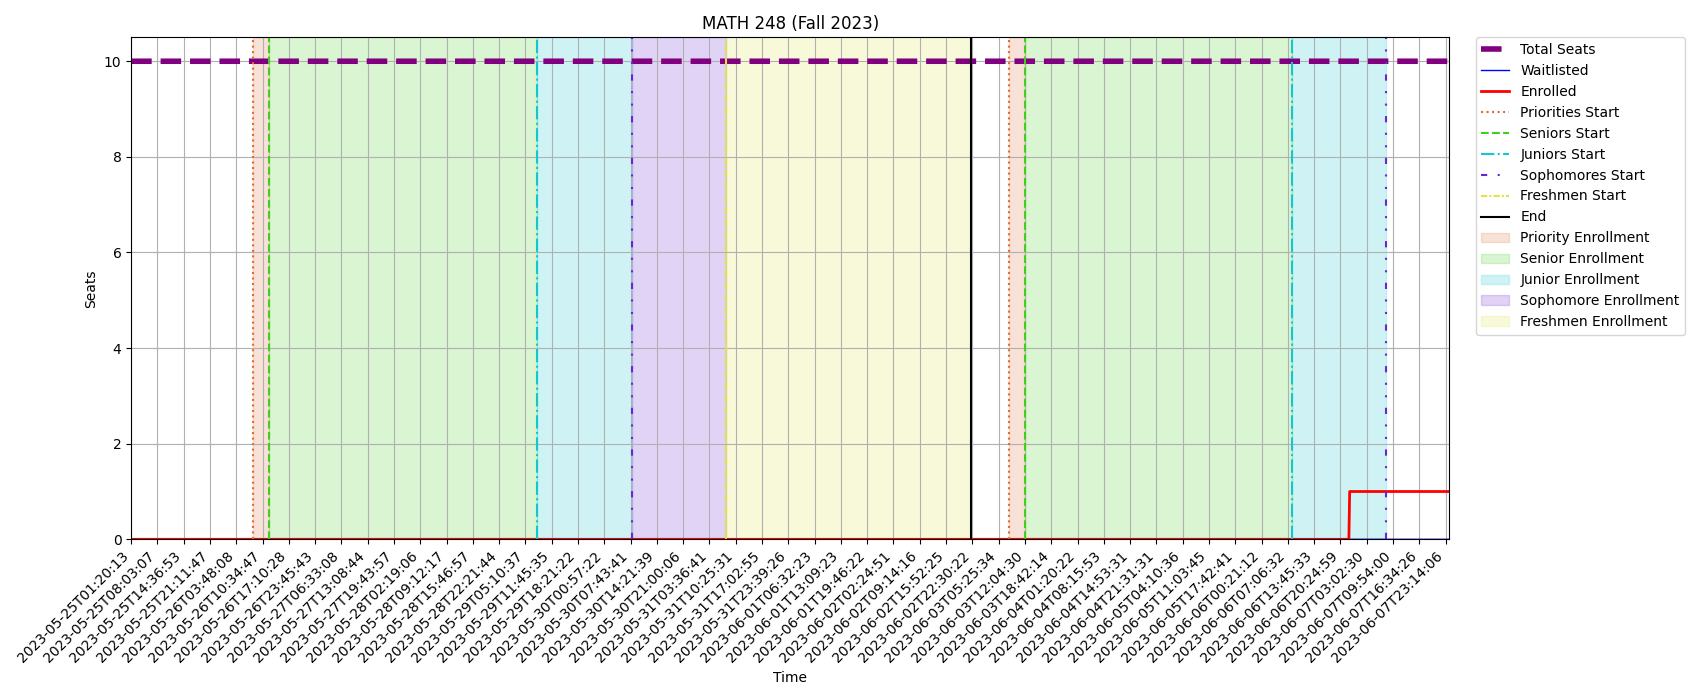 MATH 248 (Fall 2023)
10
8
6
4
2
0
Seats
2023-05-25T01:20:13
2023-05-25T08:03:07
2023-05-25T14:36:53
2023-05-25T21:11:47
2023-05-26T03:48:08
2023-05-26T10:34:47
2023-05-26T17:10:28
2023-05-26T23:45:43
2023-05-27T06:33:08
2023-05-27T13:08:44
2023-05-27T19:43:57
2023-05-28T02:19:06
2023-05-28T09:12:17
2023-05-28T15:46:57
2023-05-28T22:21:44
2023-05-29T05:10:37
2023-05-29T11:45:35
2023-05-29T18:21:22
2023-05-30T00:57:22
2023-05-30T07:43:41
2023-05-30T14:21:39
2023-05-30T21:00:06
2023-05-31T03:36:41
2023-05-31T10:25:31
2023-05-31T17:02:55
2023-05-31T23:39:26
2023-06-01T06:32:23
2023-06-01T13:09:23
2023-06-01T19:46:22
2023-06-02T02:24:51
2023-06-02T09:14:16
2023-06-02T15:52:25
2023-06-02T22:30:22
2023-06-03T05:25:34
2023-06-03T12:04:30
2023-06-03T18:42:14
2023-06-04T01:20:22
2023-06-04T08:15:53
2023-06-04T14:53:31
2023-06-04T21:31:31
2023-06-05T04:10:36
2023-06-05T11:03:45
2023-06-05T17:42:41
2023-06-06T00:21:12
2023-06-06T07:06:32
2023-06-06T13:45:33
2023-06-06T20:24:59
2023-06-07T03:02:30
2023-06-07T09:54:00
2023-06-07T16:34:26
2023-06-07T23:14:06
Time
Total Seats
Waitlisted
Enrolled
Priorities Start
Seniors Start
Juniors Start
Sophomores Start
Freshmen Start
End
Priority Enrollment
Senior Enrollment
Junior Enrollment
Sophomore Enrollment
Freshmen Enrollment